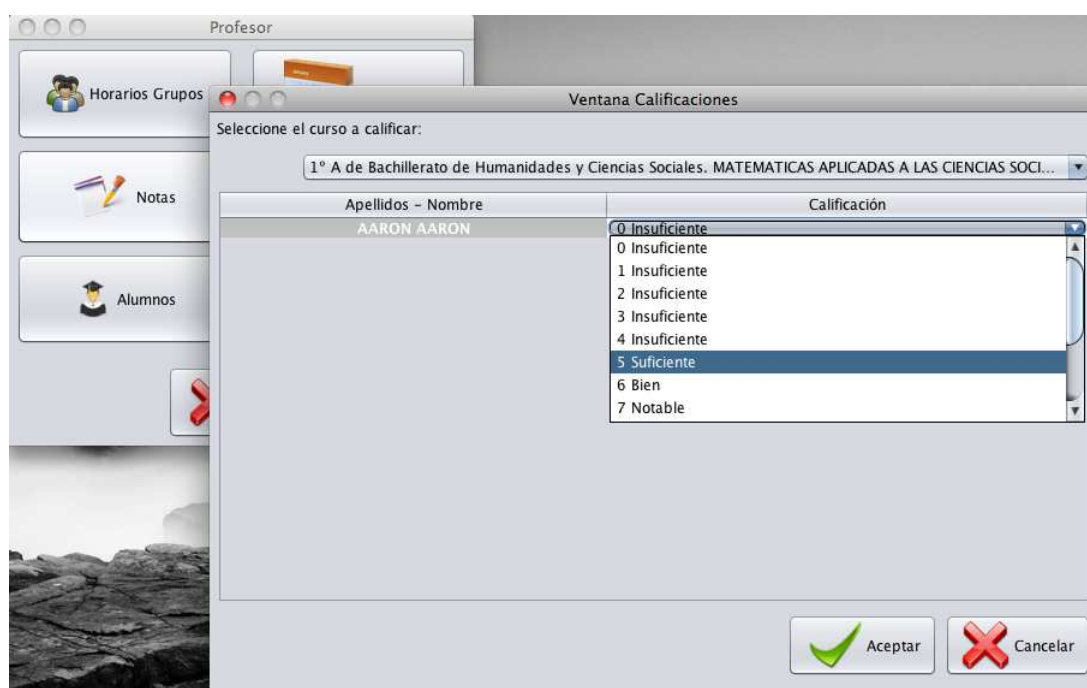 Profesor
Horarios Grupos
Ventana Calificaciones
Seleccione el curso a calificar:
1º A de Bachillerato de Humanidades y Ciencias Sociales. MATEMATICAS APLICADAS A LAS CIENCIAS SOCI...
Notas
Apellidos - Nombre
Calificación
AARON AARON
0 Insuficiente
0 Insuficiente
1 Insuficiente
2 Insuficiente
3 Insuficiente
4 Insuficiente
5 Suficiente
6 Bien
7 Notable
Alumnos
Aceptar
Cancelar